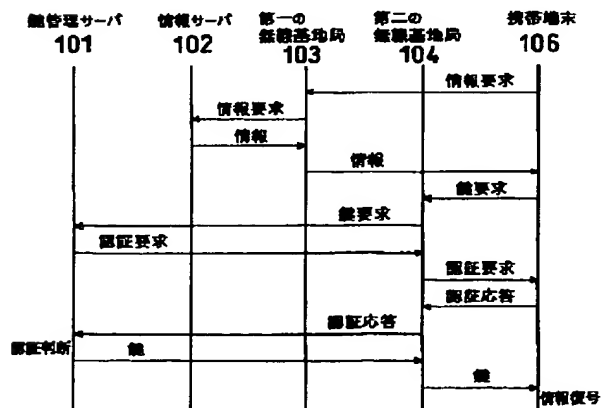 鍵管理サーバ
101
情報サーバ
102
第一の
無線基地局
103
第二の
無線基地局
104
携帯端末
106
情報要求
情報要求
情報
情報
鍵要求
鍵要求
認証要求
認証要求
認証応答
認証応答
認証判断
鍵
鍵
情報復号